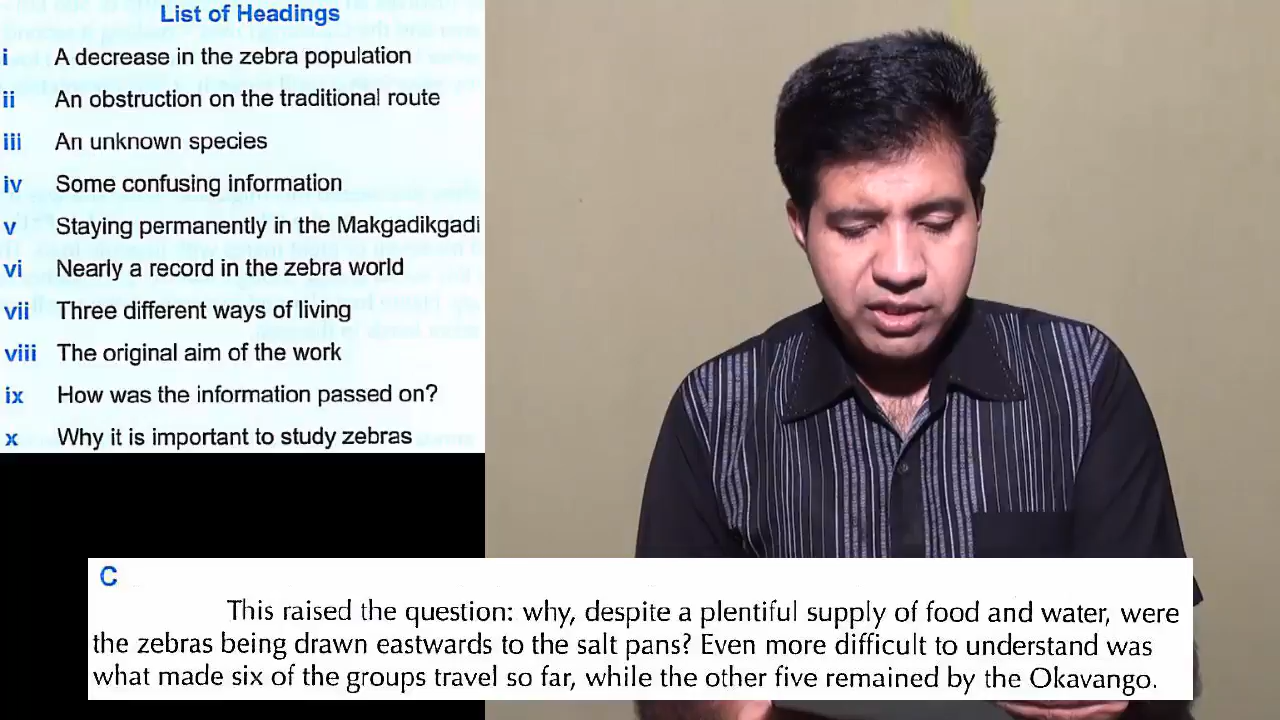 List of Headings
i A decrease in the zebra population
ii An obstruction on the traditional route
iii An unknown species
iv Some confusing information
v Staying permanently in the Makgadikgadi
vi Nearly a record in the zebra world
vii Three different ways of living
viii The original aim of the work
ix How was the information passed on?
x Why it is important to study zebras
C
This raised the question: why, despite a plentiful supply of food and water, were
the zebras being drawn eastwards to the salt pans? Even more difficult to understand was
what made six of the groups travel so far, while the other five remained by the Okavango.